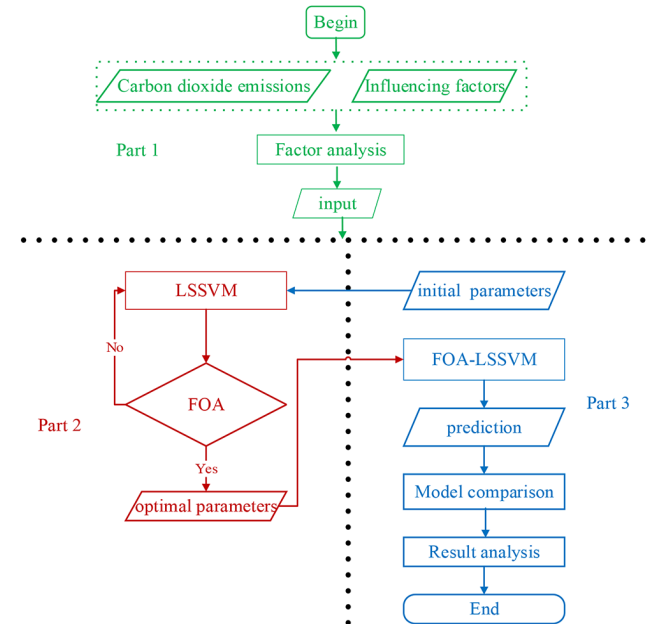 Begin
Carbon dioxide emissions
Influencing factors
Part 1
Factor analysis
input
LSSVM
initial parameters
No
FOA-LSSVM
FOA
Part 2
Part 3
prediction
Yes
optimal parameters
Model comparison
Result analysis
End